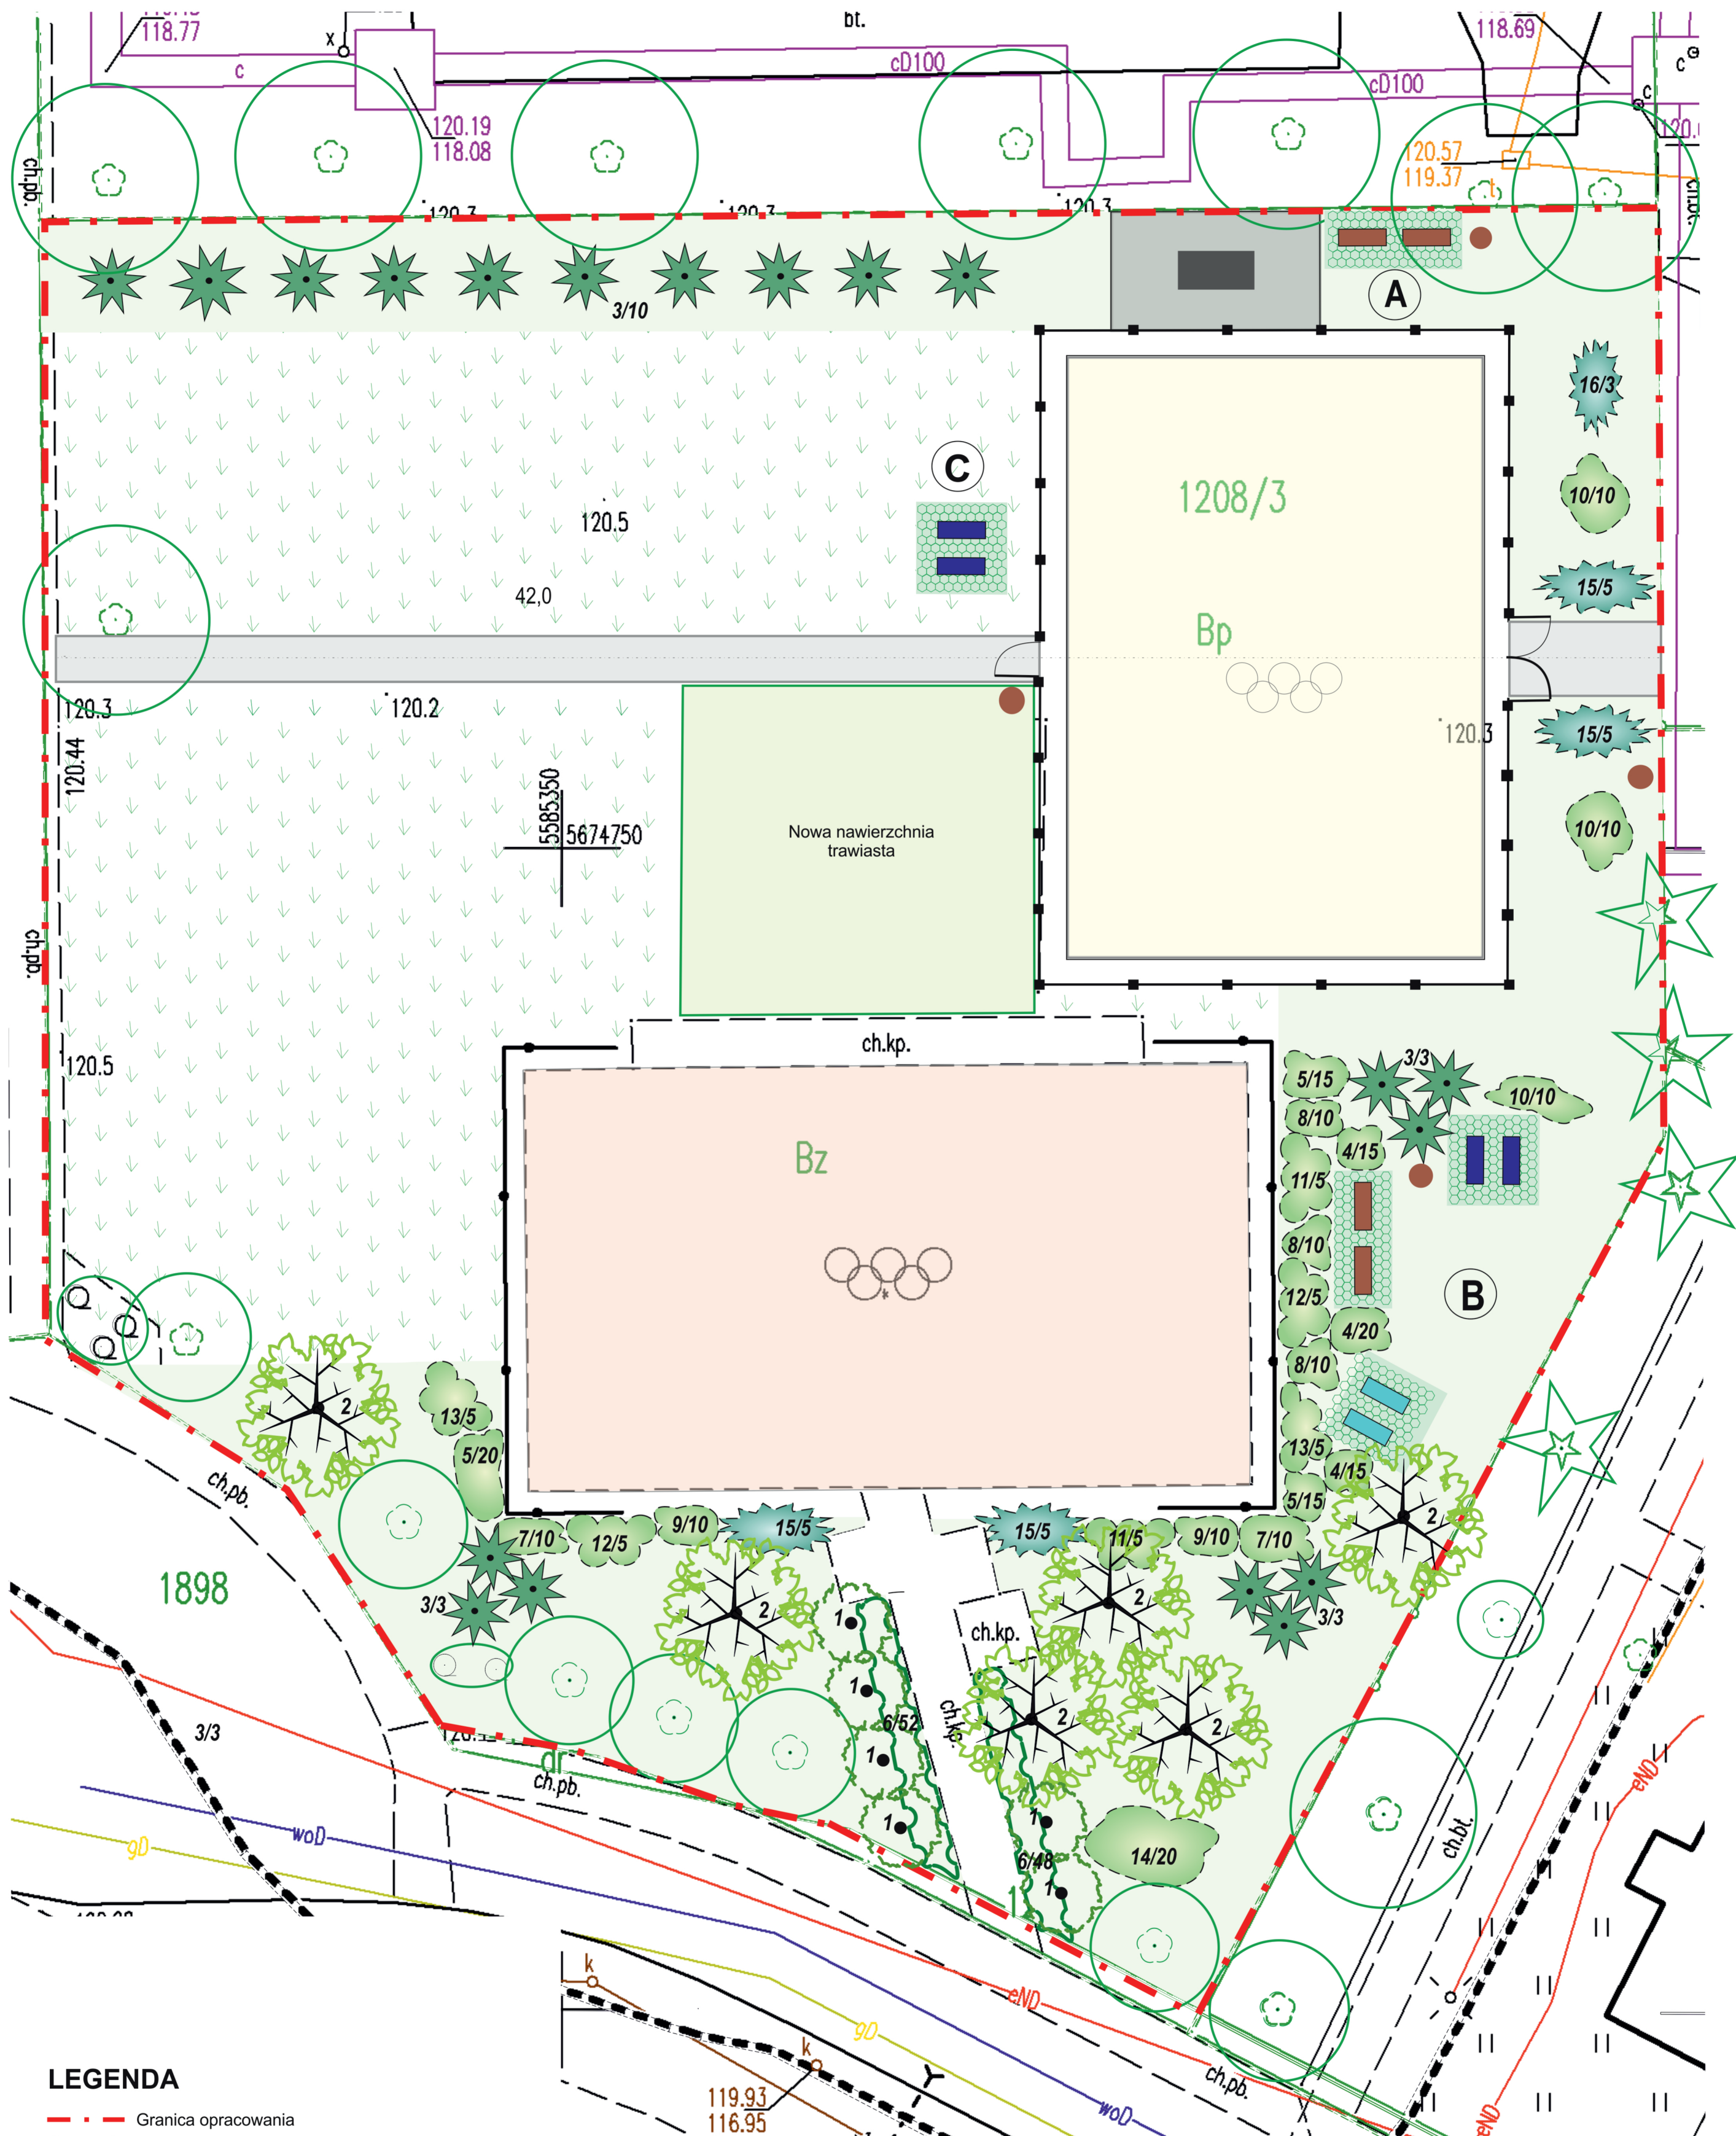 118.77
bt.
118.69
x
c
cD100
cD100
c
c
120.19
118.08
120.57
119.37
t
ch.pb.
120.3
120.3
120.3
3/10
A
16/3
C
1208/3
10/10
120.5
42,0
15/5
Bp
120.3
120.2
120.44
15/5
120.3
5585350
5674750
Nowa nawierzchnia
trawiasta
10/10
ch.pb.
120.5
ch.kp.
3/3
5/15
10/10
8/10
4/15
Bz
11/5
8/10
12/5
B
4/20
8/10
2
13/5
13/5
5/20
4/15
5/15
ch.pb.
2
7/10
12/5
9/10
15/5
15/5
11/5
9/10
7/10
1898
3/3
2
2
3/3
1
ch.kp.
1
6/52
ch.kp.
2
2
3/3
1
dr
ch.pb.
1
1
woD
gD
6/48
14/20
1
eND
ch.bt.
k
eND
gD
k
LEGENDA
ch.pb.
119.93
116.95
woD
eND
Granica opracowania